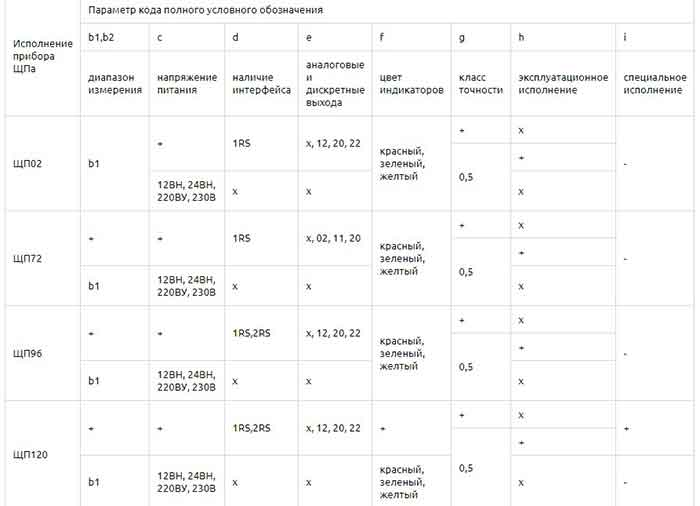 Параметр кода полного условного обозначения
Исполнение
прибора
ЩПа
b1,b2
c
d
e
f
g
h
i
диапазон
измерения
напряжение
питания
наличие
интерфейса
аналоговые
и
дискретные
выхода
цвет
индикаторов
класс
точности
эксплуатационное
исполнение
специальное
исполнение
ЩП02
b1
+
1RS
x, 12, 20, 22
красный,
зеленый,
желтый
+
x
-
0,5
+
12ВН, 24ВН,
220ВУ, 230В
x
x
x
ЩП72
+
+
1RS
x, 02, 11, 20
красный,
зеленый,
желтый
+
x
-
0,5
+
b1
12ВН, 24ВН,
220ВУ, 230В
x
x
x
ЩП96
+
+
1RS,2RS
x, 12, 20, 22
красный,
зеленый,
желтый
+
x
-
0,5
+
b1
12ВН, 24ВН,
220ВУ, 230В
x
x
x
ЩП120
+
+
1RS,2RS
x, 12, 20, 22
+
+
x
+
0,5
+
b1
12ВН, 24ВН,
220ВУ, 230В
x
x
красный,
зеленый,
желтый
x
-